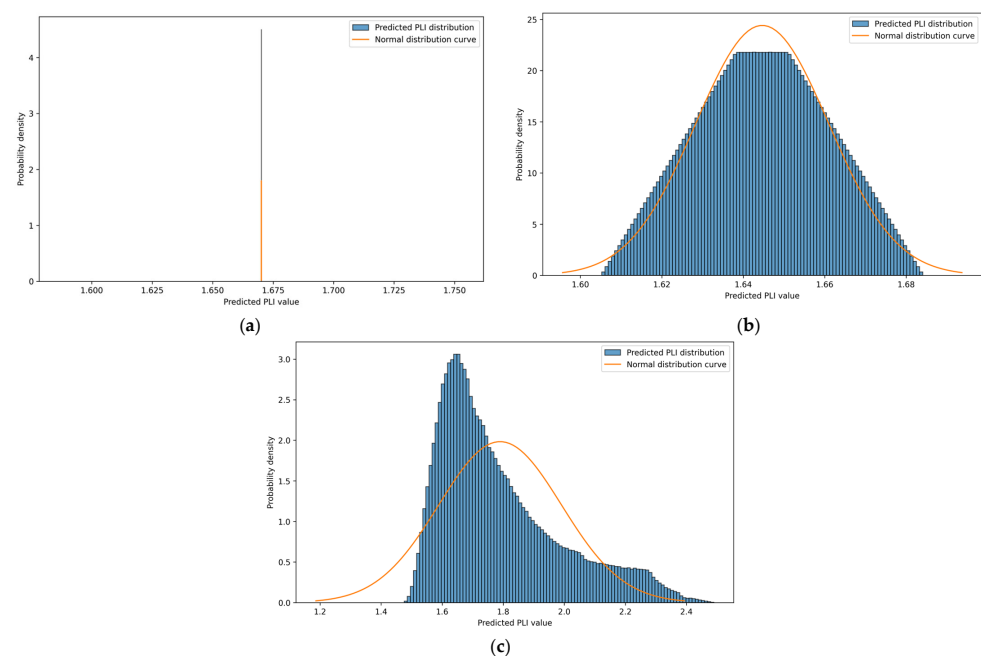 Predicted PLI distribution
Normal distribution curve
Probability density
4
3
2
1
0
1.600 1.625 1.650 1.675 1.700 1.725 1.750
Predicted PLI value
(a)
Predicted PLI distribution
Normal distribution curve
Probability density
25
20
15
10
5
0
1.60 1.62 1.64 1.66 1.68
Predicted PLI value
(b)
Predicted PLI distribution
Normal distribution curve
Probability density
3.0
2.5
2.0
1.5
1.0
0.5
0.0
1.2 1.4 1.6 1.8 2.0 2.2 2.4
Predicted PLI value
(c)